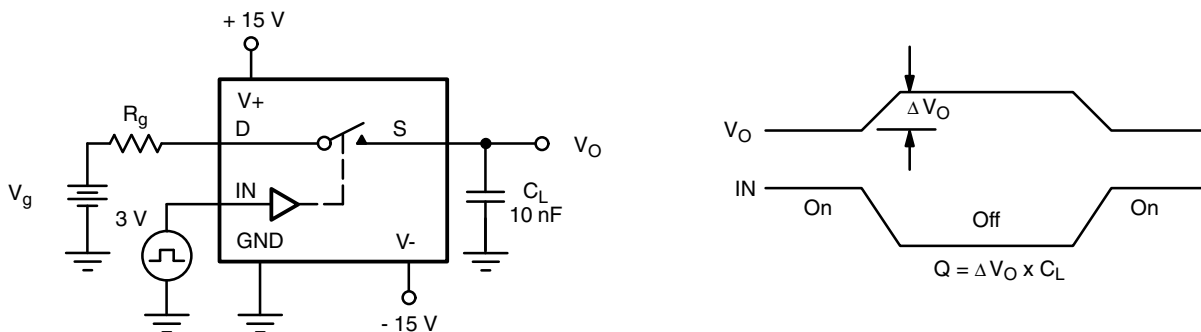 + 15 V
V+
Rg
D
S
VO
Vg
IN
3 V
CL
10 nF
GND
V-
- 15 V
ΔVO
VO
IN
On
Off
On
Q = ΔVO x CL